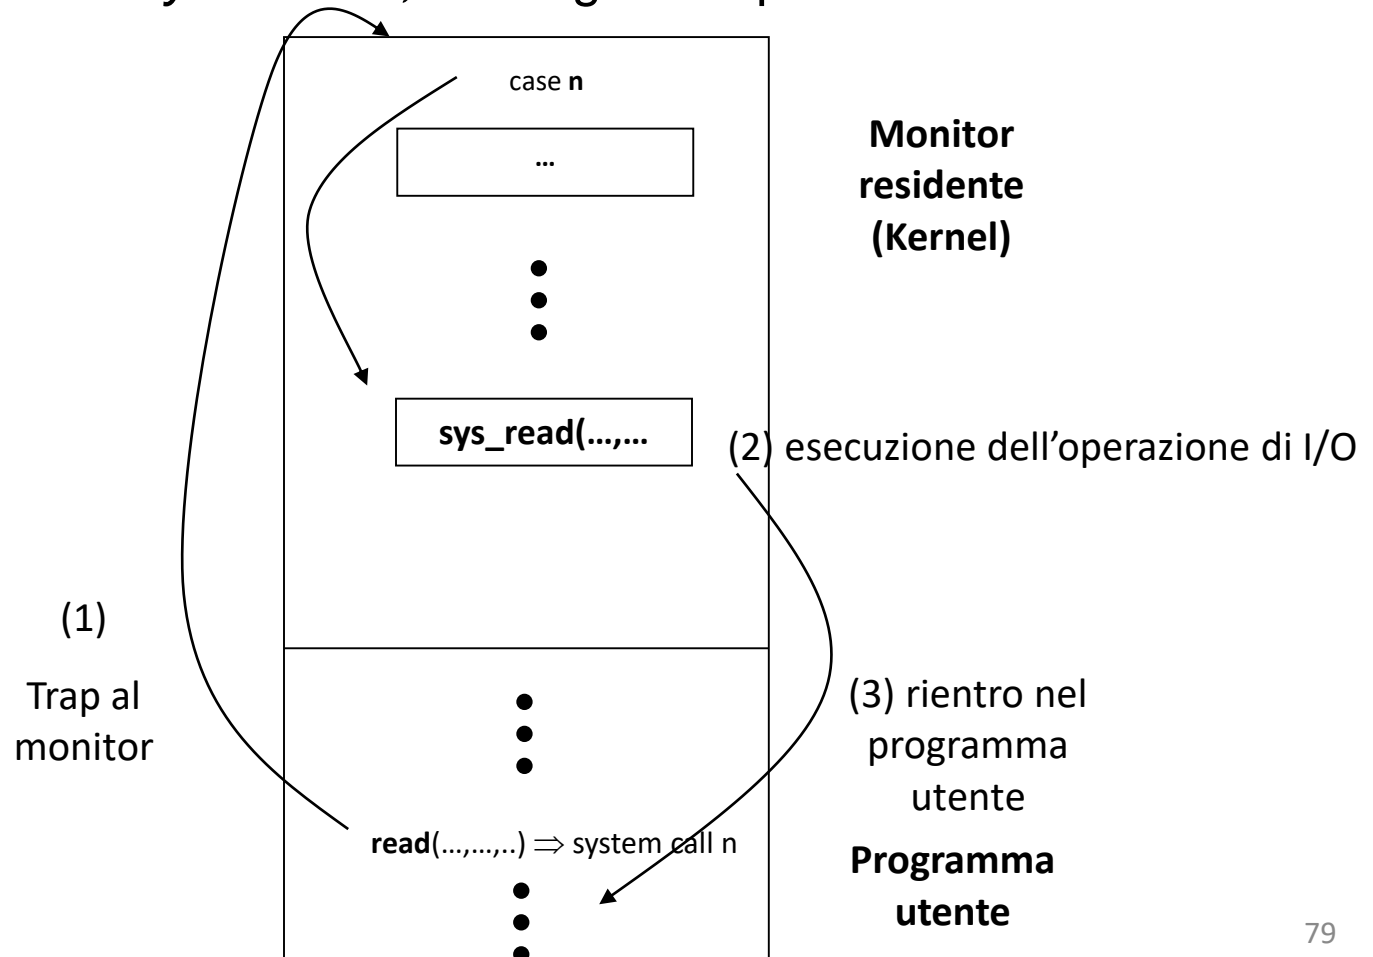 case n
…
Monitor
residente
(Kernel)
sys_read(…,…
(2) esecuzione dell’operazione di I/O
(1)
Trap al
monitor
(3) rientro nel
programma
utente
read(…,…,..) ⇒ system call n
Programma
utente
79